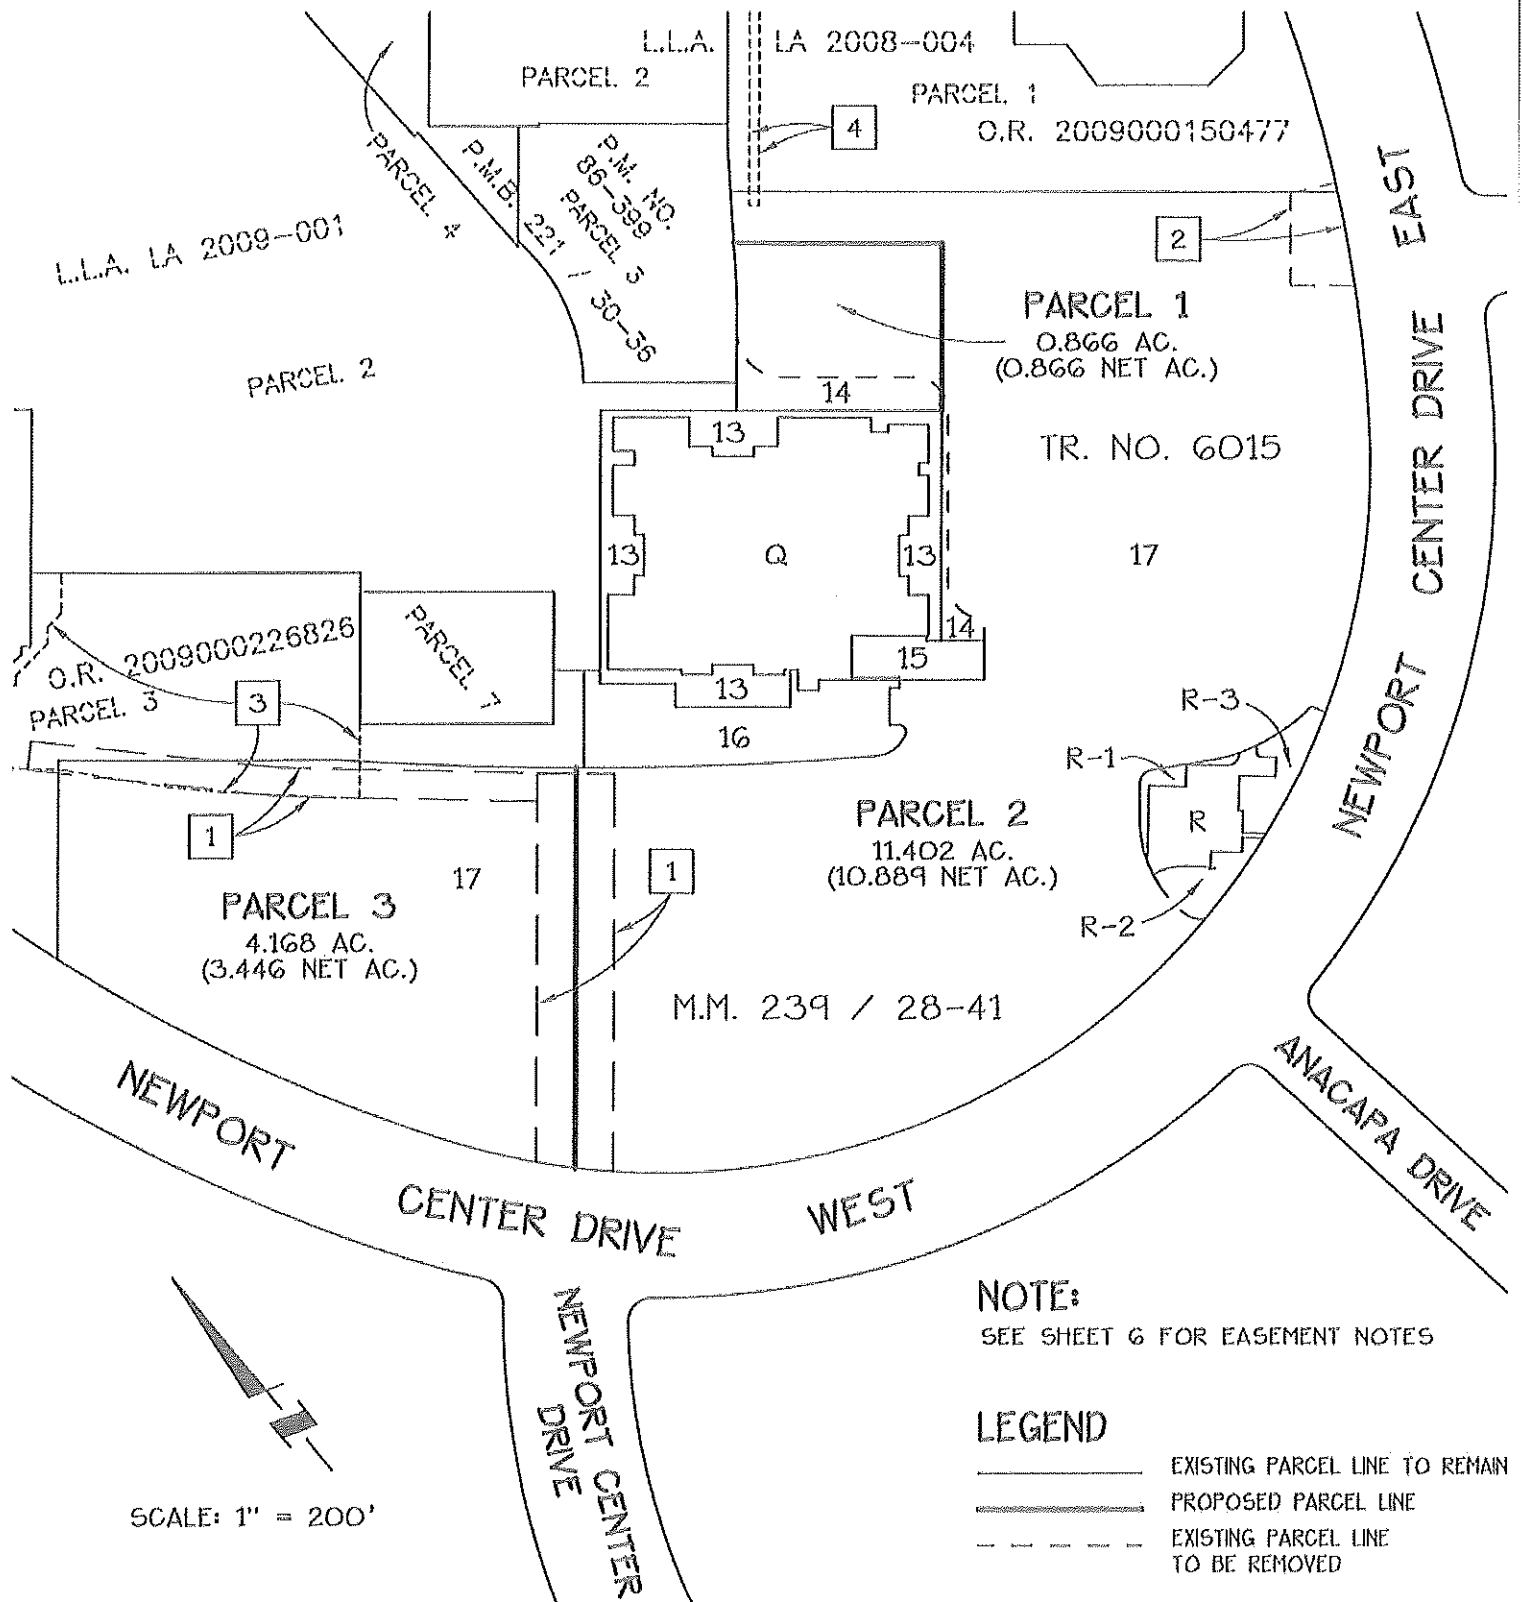 L.L.A.
LA 2008-004
PARCEL 2
PARCEL 1
O.R. 2009000150477
4
PARCEL 4
P.M.B. 221 / 30-36
P.M. NO.
86-399
PARCEL 3
EAST
2
L.L.A. LA 2009-001
PARCEL 1
0.866 AC.
(0.866 NET AC.)
PARCEL 2
14
13
TR. NO. 6015
CENTER DRIVE
13
Q
13
17
O.R. 2009000226826
PARCEL 3
PARCEL 7
14
15
3
13
16
R-3
R-1
NEWPORT
1
PARCEL 2
11.402 AC.
(10.889 NET AC.)
R
17
1
PARCEL 3
4.168 AC.
(3.446 NET AC.)
R-2
M.M. 239 / 28-41
ANACAPA DRIVE
NEWPORT
CENTER DRIVE
WEST
NEWPORT CENTER
DRIVE
NOTE:
SEE SHEET 6 FOR EASEMENT NOTES
LEGEND
EXISTING PARCEL LINE TO REMAIN
PROPOSED PARCEL LINE
EXISTING PARCEL LINE
TO BE REMOVED
SCALE: 1" = 200'